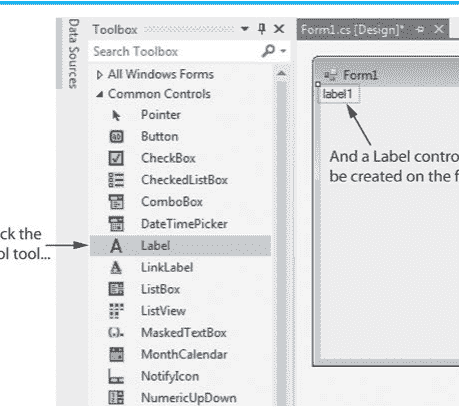 Data Sources
Toolbox
Search Toolbox
All Windows Forms
Common Controls
Pointer
Button
CheckBox
CheckedListBox
ComboBox
DateTimePicker
Label
LinkLabel
ListBox
ListView
MaskedTextBox
MonthCalendar
NotifyIcon
NumericUpDown
ck the
ol tool...
Form1.cs [Design]*
Form1
label1
And a Label contro
be created on the f